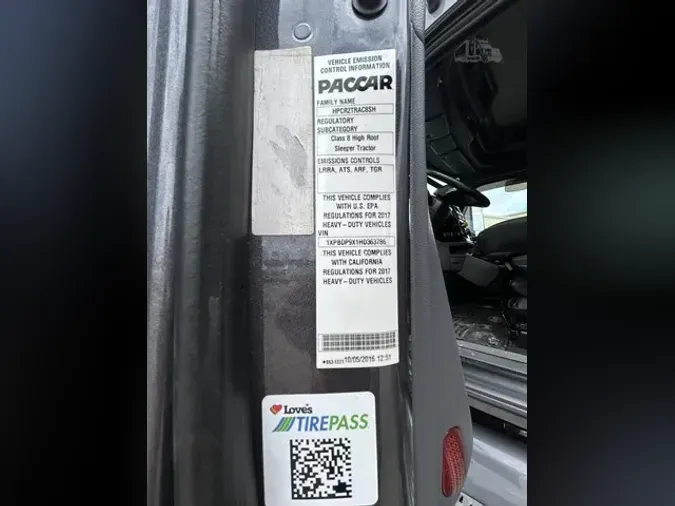 VEHICLE EMISSION
CONTROL INFORMATION
PACCAR
FAMILY NAME
HPCR2TRAC8SH
REGULATORY
SUBCATEGORY
Class 8 High Roof
Sleeper Tractor
EMISSIONS CONTROLS
LRRA, ATS, ARF, TGR
THIS VEHICLE COMPLIES
WITH U.S. EPA
REGULATIONS FOR 2017
HEAVY-DUTY VEHICLES
VIN
1XPBDP9X1HD363786
THIS VEHICLE COMPLIES
WITH CALIFORNIA
REGULATIONS FOR 2017
HEAVY-DUTY VEHICLES
10/05/2016 12:51
Love's
TIREPASS